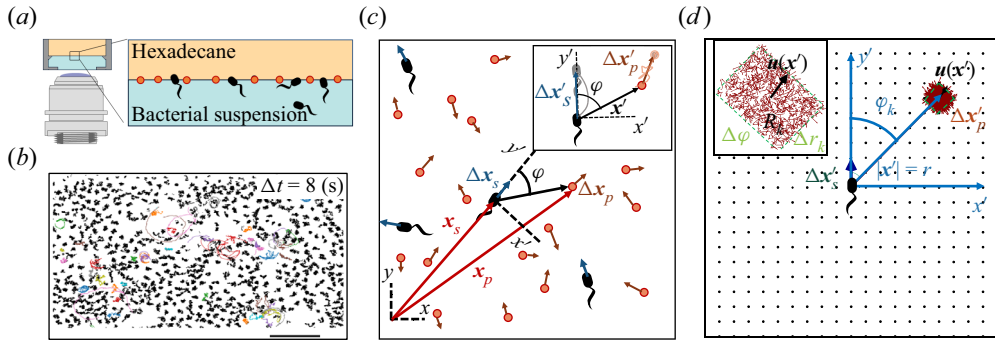 (a)
Hexadecane
Bacterial suspension
(b)
Δt = 8 (s)
(c)
y′
Δx′ₛ
φ
x′
Δx′ₚ
x′
y′
Δxₛ
φ
Δxₚ
xₛ
x′
xₚ
y
x
(d)
u(x′)
Rₖ
Δφ
Δrₖ
y′
u(x′)
φₖ
Δx′ₚ
Δx′ₛ
|x′| = r
x′